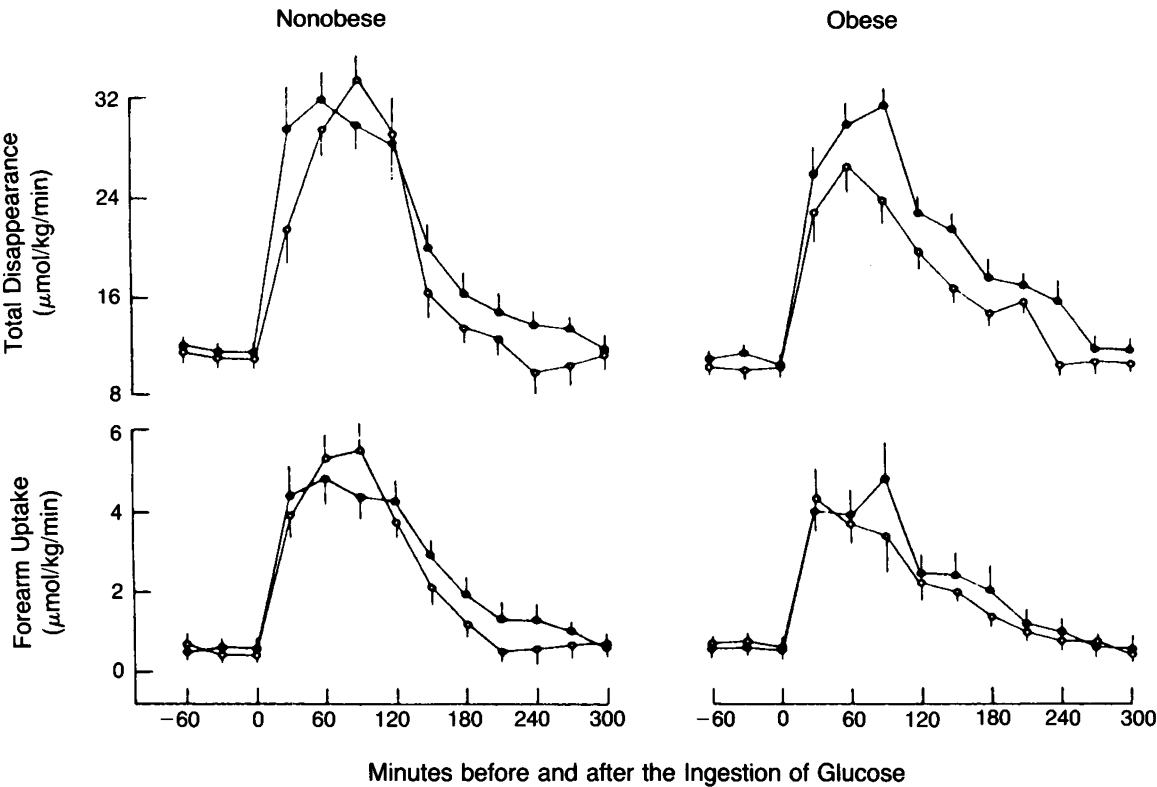 Nonobese
Obese
Total Disappearance
(μmol/kg/min)
32
24
16
8
Forearm Uptake
(μmol/kg/min)
6
4
2
0
−60 0 60 120 180 240 300
−60 0 60 120 180 240 300
Minutes before and after the Ingestion of Glucose